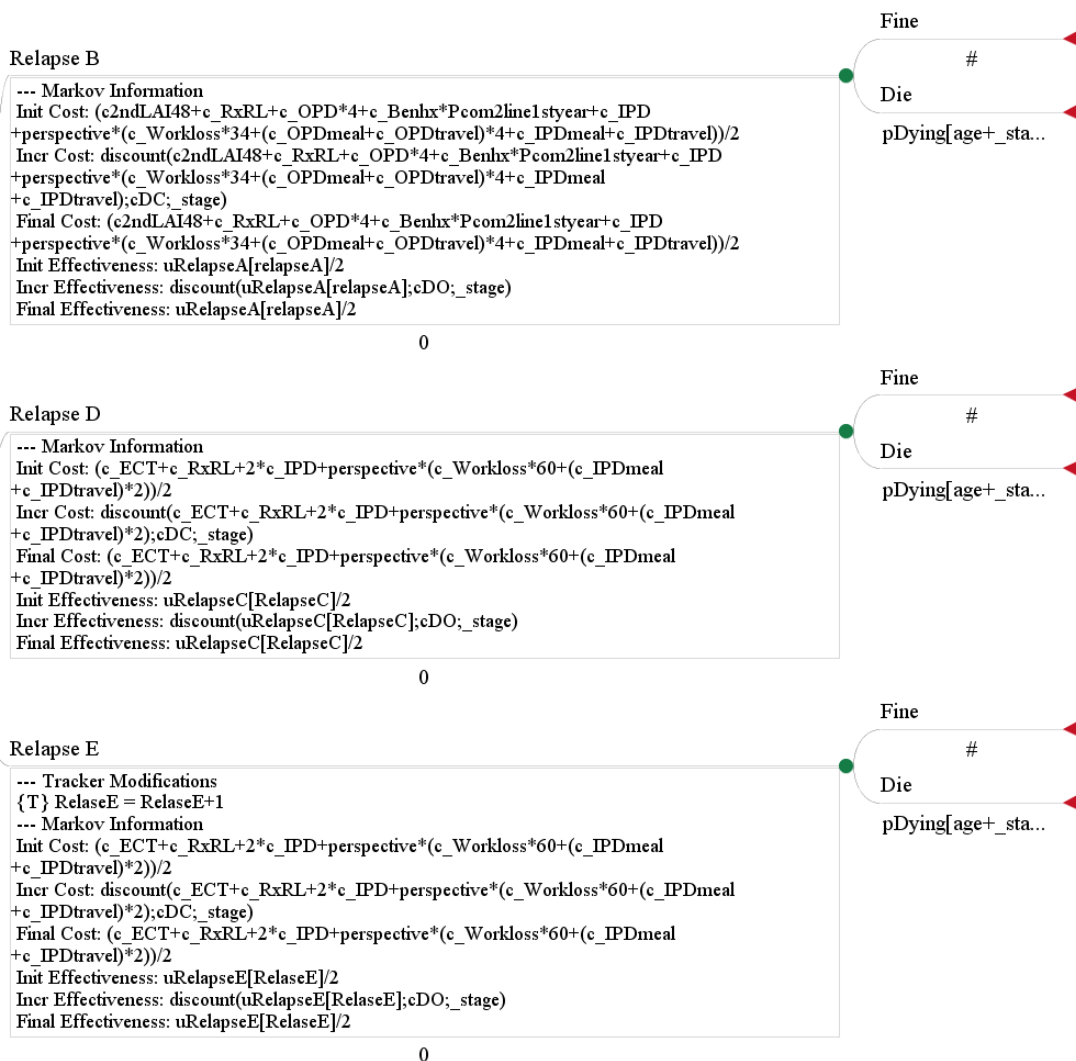 Fine
#
Die
pDying[age+_sta...
Relapse B
--- Markov Information
Init Cost: (c2ndLAI48+c_RxRL+c_OPD*4+c_Benhx*Pcom2line1styear+c_IPD
+perspective*(c_Workloss*34+(c_OPDmeal+c_OPDtravel)*4+c_IPDmeal+c_IPDtravel))/2
Incr Cost: discount(c2ndLAI48+c_RxRL+c_OPD*4+c_Benhx*Pcom2line1styear+c_IPD
+perspective*(c_Workloss*34+(c_OPDmeal+c_OPDtravel)*4+c_IPDmeal
+c_IPDtravel);cDC;_stage)
Final Cost: (c2ndLAI48+c_RxRL+c_OPD*4+c_Benhx*Pcom2line1styear+c_IPD
+perspective*(c_Workloss*34+(c_OPDmeal+c_OPDtravel)*4+c_IPDmeal+c_IPDtravel))/2
Init Effectiveness: uRelapseA[relapseA]/2
Incr Effectiveness: discount(uRelapseA[relapseA];cDO;_stage)
Final Effectiveness: uRelapseA[relapseA]/2
0
Fine
#
Die
pDying[age+_sta...
Relapse D
--- Markov Information
Init Cost: (c_ECT+c_RxRL+2*c_IPD+perspective*(c_Workloss*60+(c_IPDmeal
+c_IPDtravel)*2))/2
Incr Cost: discount(c_ECT+c_RxRL+2*c_IPD+perspective*(c_Workloss*60+(c_IPDmeal
+c_IPDtravel)*2);cDC;_stage)
Final Cost: (c_ECT+c_RxRL+2*c_IPD+perspective*(c_Workloss*60+(c_IPDmeal
+c_IPDtravel)*2))/2
Init Effectiveness: uRelapseC[RelapseC]/2
Incr Effectiveness: discount(uRelapseC[RelapseC];cDO;_stage)
Final Effectiveness: uRelapseC[RelapseC]/2
0
Fine
#
Die
pDying[age+_sta...
Relapse E
--- Tracker Modifications
{T} RelaseE = RelaseE+1
--- Markov Information
Init Cost: (c_ECT+c_RxRL+2*c_IPD+perspective*(c_Workloss*60+(c_IPDmeal
+c_IPDtravel)*2))/2
Incr Cost: discount(c_ECT+c_RxRL+2*c_IPD+perspective*(c_Workloss*60+(c_IPDmeal
+c_IPDtravel)*2);cDC;_stage)
Final Cost: (c_ECT+c_RxRL+2*c_IPD+perspective*(c_Workloss*60+(c_IPDmeal
+c_IPDtravel)*2))/2
Init Effectiveness: uRelapseE[RelaseE]/2
Incr Effectiveness: discount(uRelapseE[RelaseE];cDO;_stage)
Final Effectiveness: uRelapseE[RelaseE]/2
0